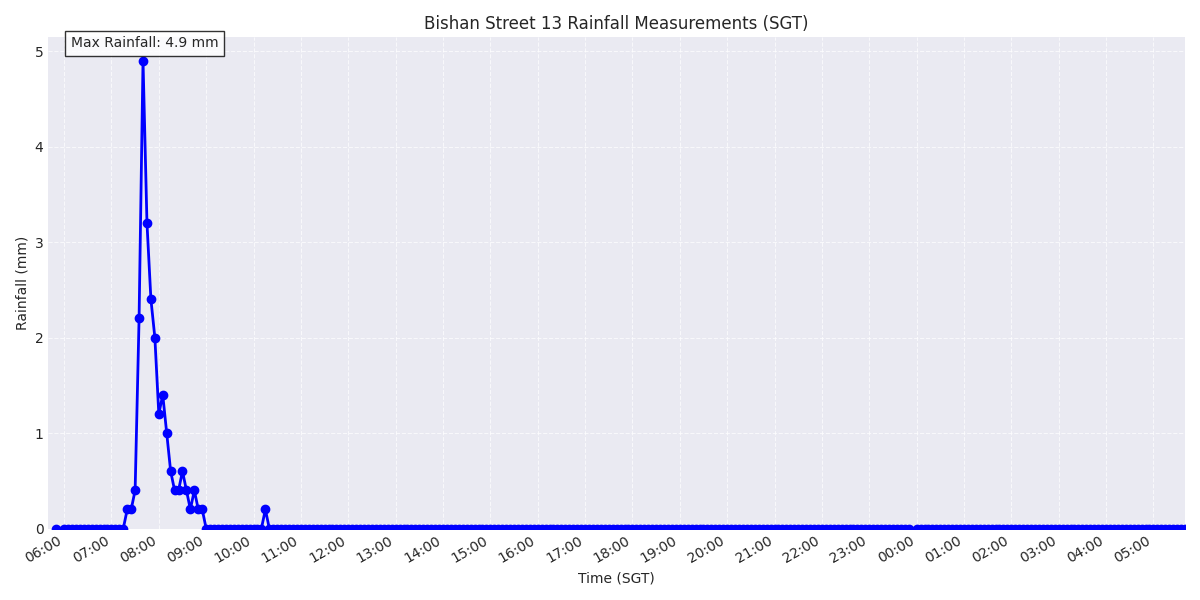 Bishan Street 13 Rainfall Measurements (SGT)
Max Rainfall: 4.9 mm
Rainfall (mm)
5
4
3
2
1
0
06:00 07:00 08:00 09:00 10:00 11:00 12:00 13:00 14:00 15:00 16:00 17:00 18:00 19:00 20:00 21:00 22:00 23:00 00:00 01:00 02:00 03:00 04:00 05:00
Time (SGT)